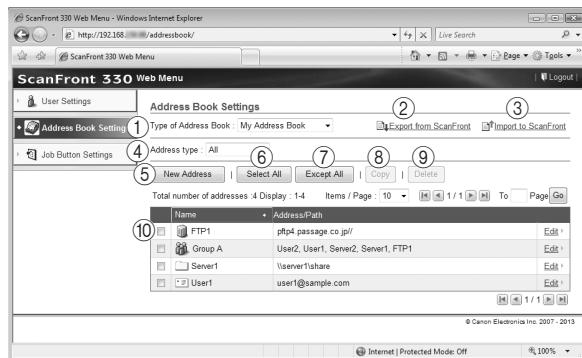 ScanFront 330 Web Menu - Windows Internet Explorer
http://192.168. /addressbook/
Live Search
ScanFront 330 Web Menu
Page
Tools
ScanFront 330 Web Menu
Logout
User Settings
Address Book Setting
Job Button Settings
Address Book Settings
① Type of Address Book : My Address Book
② Export from ScanFront
③ Import to ScanFront
④ Address type : All
⑤ New Address | ⑥ Select All ⑦ Except All | ⑧ Copy | ⑨ Delete
Total number of addresses :4 Display : 1-4 Items / Page : 10 1 / 1 To Page Go
Name Address/Path
⑩ FTP1 pftp4.passage.co.jp// Edit
Group A User2, User1, Server2, Server1, FTP1 Edit
Server1 \\server1\share Edit
User1 user1@sample.com Edit
1 / 1
© Canon Electronics Inc. 2007 - 2013
Internet | Protected Mode: Off 100%